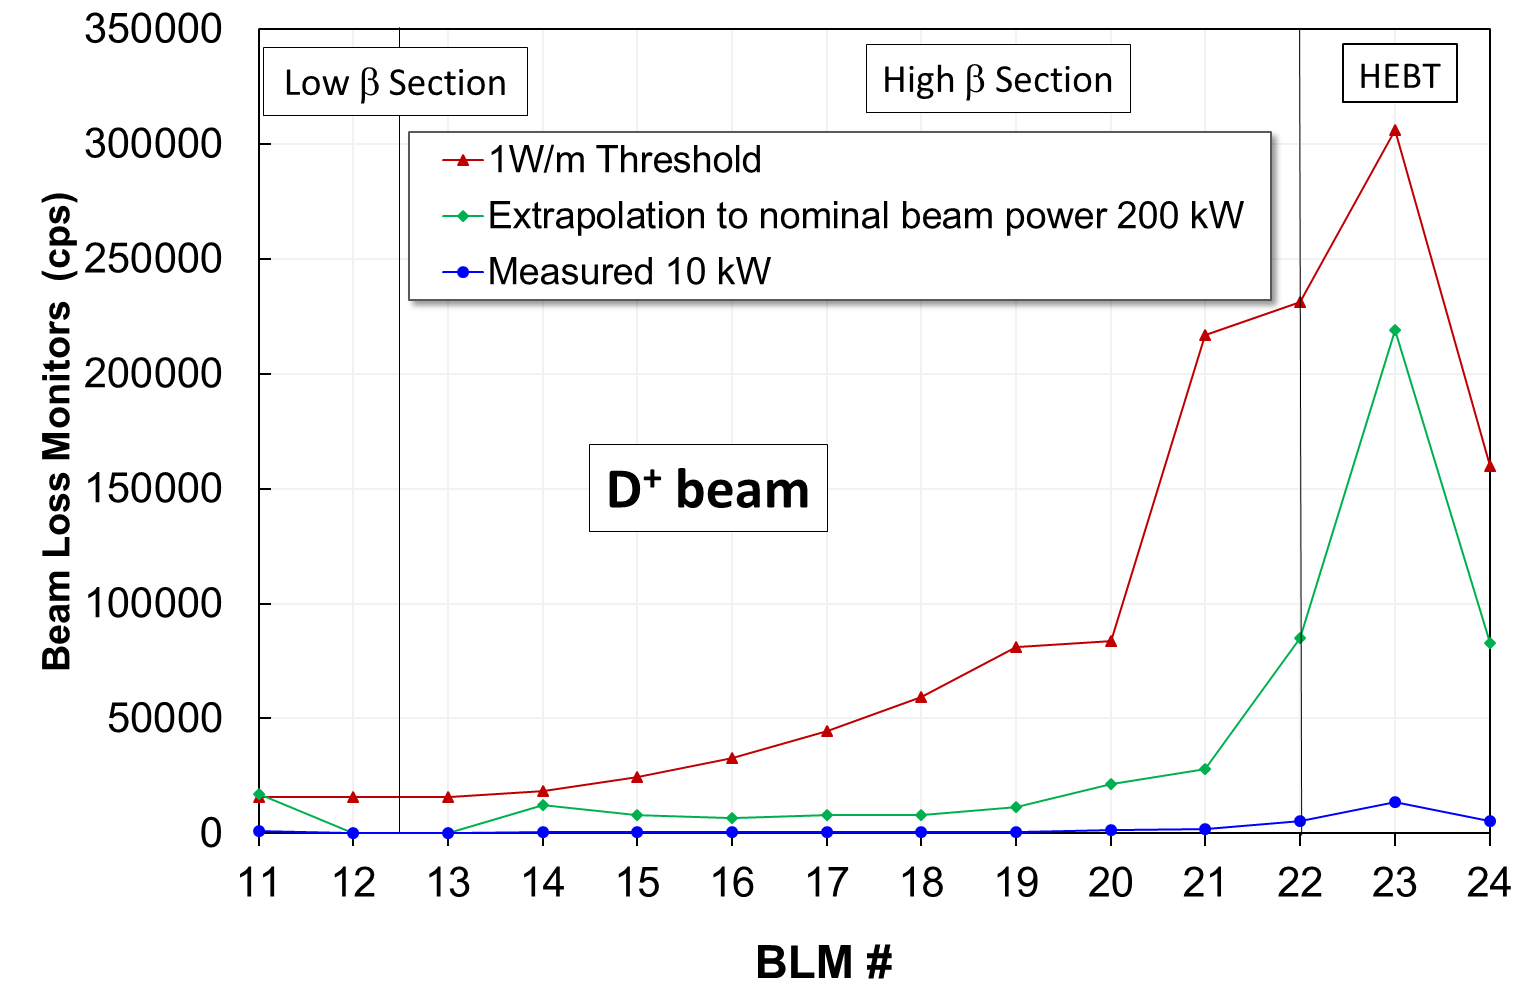 350000
300000
250000
200000
150000
100000
50000
0
Beam Loss Monitors (cps)
Low β Section
High β Section
HEBT
1W/m Threshold
Extrapolation to nominal beam power 200 kW
Measured 10 kW
D⁺ beam
11 12 13 14 15 16 17 18 19 20 21 22 23 24
BLM #